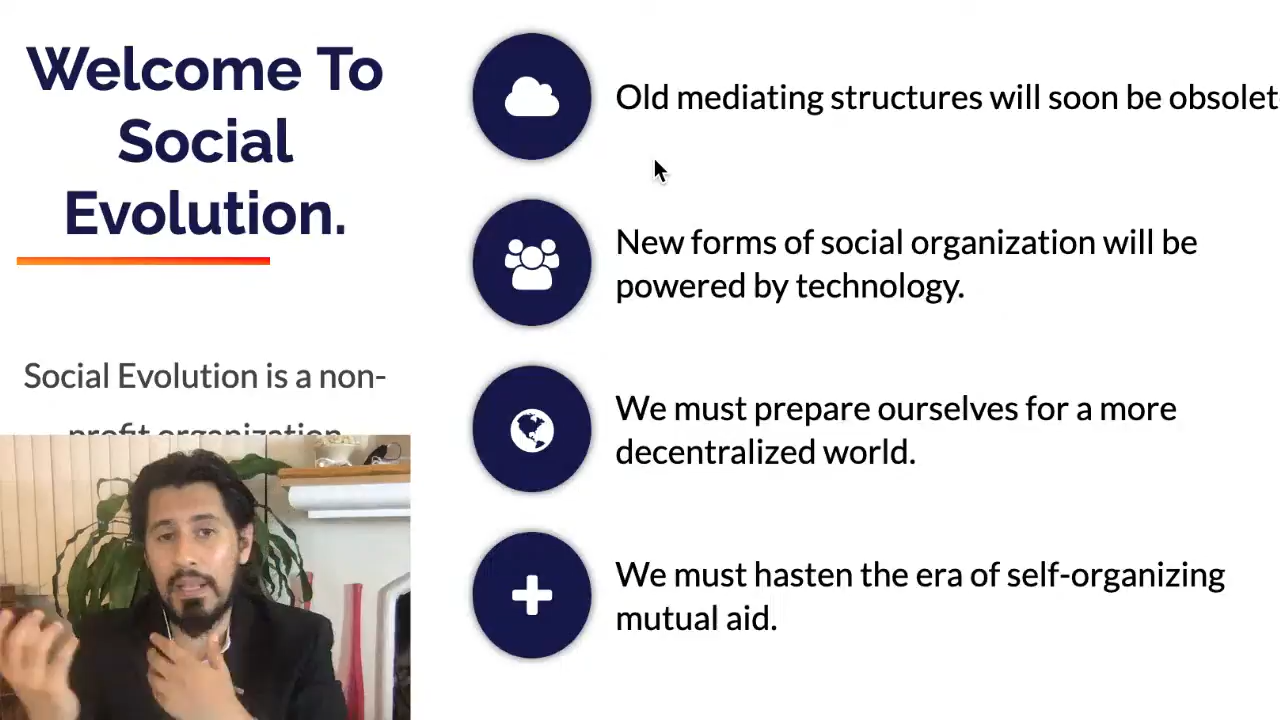 Welcome To
Social
Evolution.
Social Evolution is a non-
profit organization
Old mediating structures will soon be obsolet
New forms of social organization will be
powered by technology.
We must prepare ourselves for a more
decentralized world.
We must hasten the era of self-organizing
mutual aid.